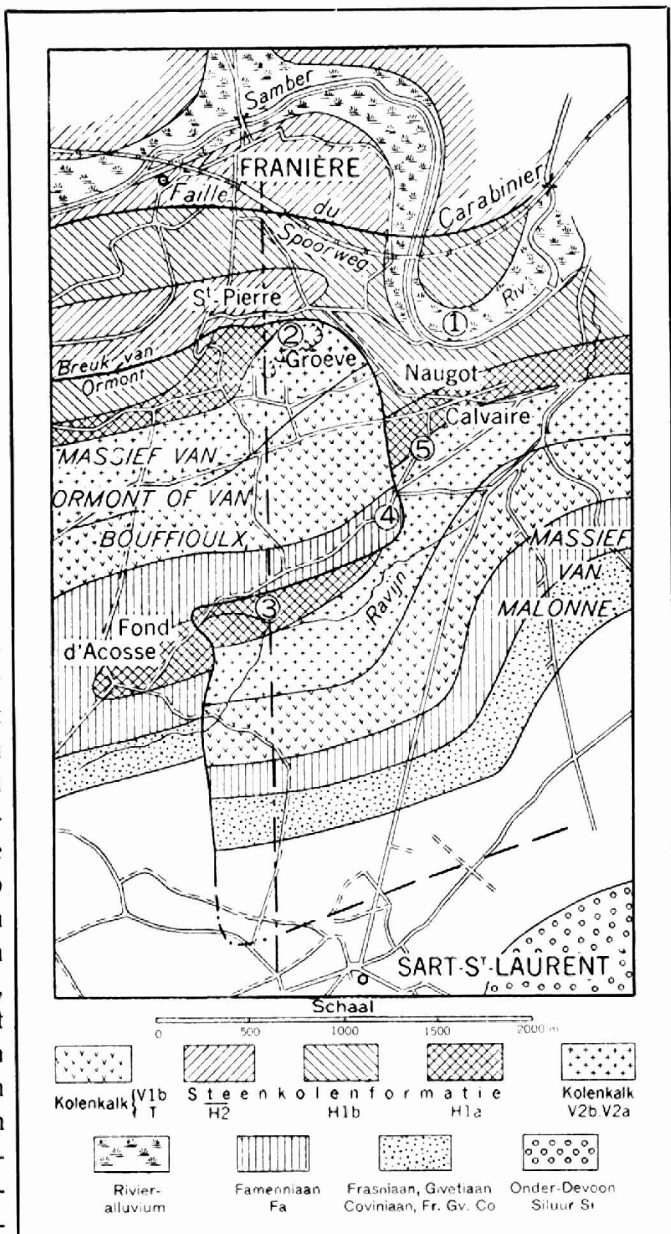 Samber
FRANIÈRE
Faille du Carabinier
Spoorweg
Riv
①
St-Pierre
②
Groeve
Breuk van
Ormont
Naugot
Calvaire
⑤
MASSIEF VAN
ORMONT OF VAN
BOUFFIOULX
④
MASSIEF
VAN
MALONNE
Ravijn
③
Fond
d'Acosse
SART-ST-LAURENT
Schaal
0 500 1000 1500 2000 m
Kolenkalk { V1b T
Steenkolenformatie
H2 H1b H1a
Kolenkalk
V2b.V2a
Rivier-
alluvium
Famenniaan
Fa
Frasniaan, Givetiaan
Coviniaan, Fr. Gv. Co
Onder-Devoon
Siluur Si